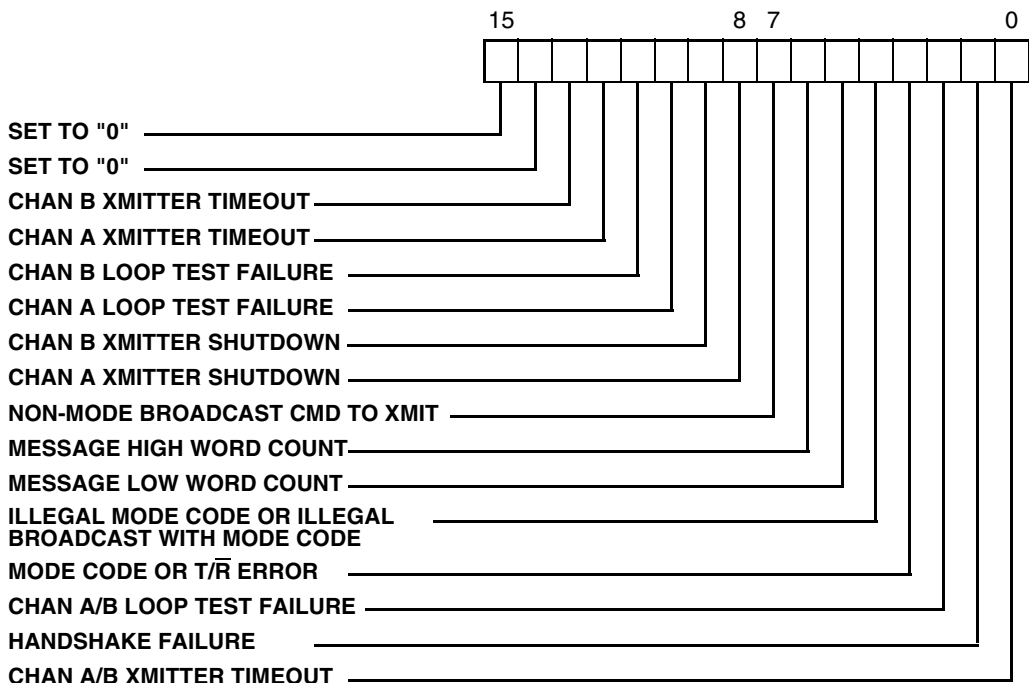 15 8 7 0
SET TO "0"
SET TO "0"
CHAN B XMITTER TIMEOUT
CHAN A XMITTER TIMEOUT
CHAN B LOOP TEST FAILURE
CHAN A LOOP TEST FAILURE
CHAN B XMITTER SHUTDOWN
CHAN A XMITTER SHUTDOWN
NON-MODE BROADCAST CMD TO XMIT
MESSAGE HIGH WORD COUNT
MESSAGE LOW WORD COUNT
ILLEGAL MODE CODE OR ILLEGAL
BROADCAST WITH MODE CODE
MODE CODE OR T/R̅ ERROR
CHAN A/B LOOP TEST FAILURE
HANDSHAKE FAILURE
CHAN A/B XMITTER TIMEOUT